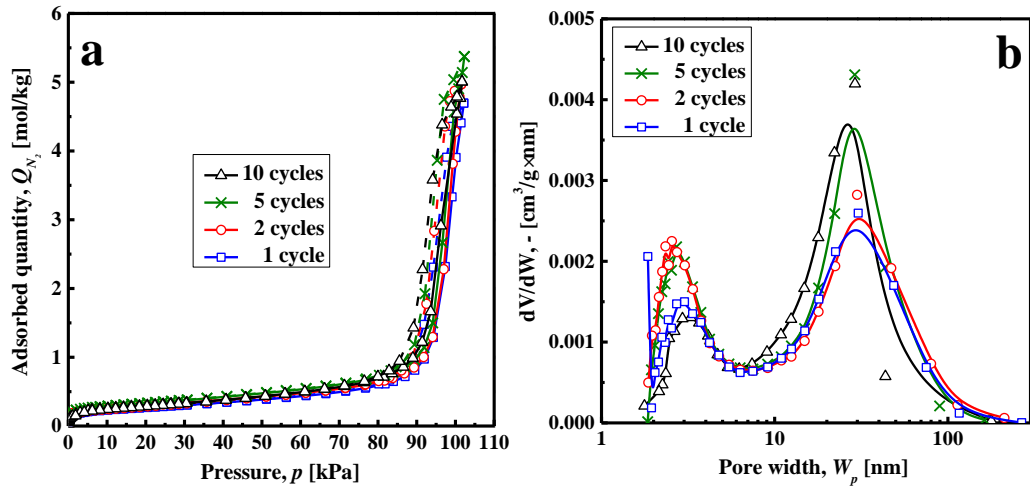 a
Adsorbed quantity, Q_{N_2} [mol/kg]
6
5
4
3
2
1
0
10 cycles
5 cycles
2 cycles
1 cycle
0 10 20 30 40 50 60 70 80 90 100 110
Pressure, p [kPa]
b
dV/dW, - [cm³/g×nm]
0.005
0.004
0.003
0.002
0.001
0.000
10 cycles
5 cycles
2 cycles
1 cycle
1 10 100
Pore width, W_p [nm]